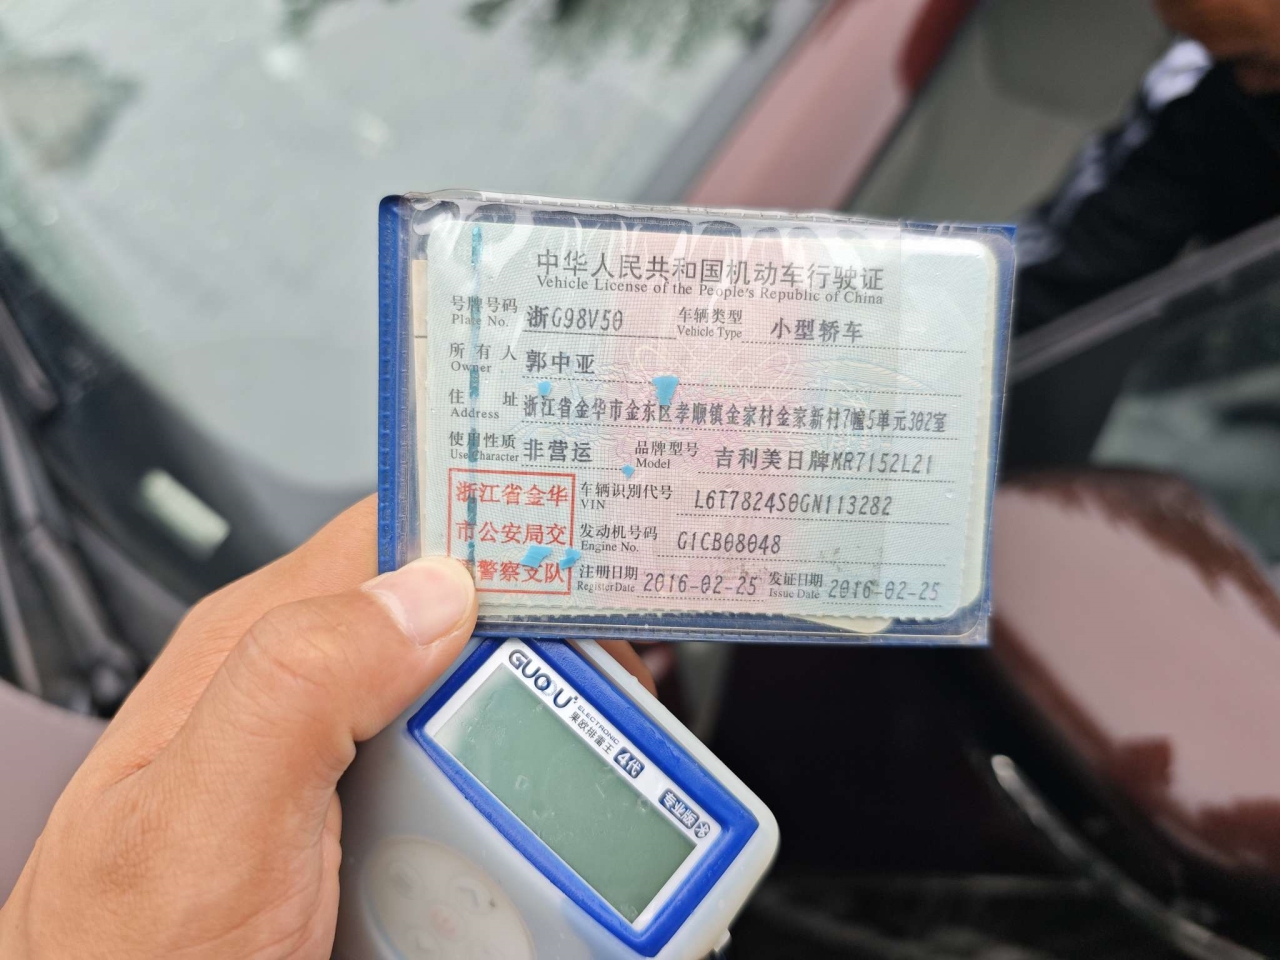 中华人民共和国机动车行驶证
Vehicle License of the People's Republic of China
号牌号码 浙G98V50 车辆类型 小型轿车
Plate No. Vehicle Type
所有人 郭中亚
Owner
住址 浙江省金华市金东区孝顺镇金家村金家新村7幢5单元302室
Address
使用性质 非营运 品牌型号 吉利美日牌MR7152L21
Use Character Model
浙江省金华
市公安局交
警察支队
车辆识别代号 L6T7824S0GN113282
VIN
发动机号码 G1CB08048
Engine No.
注册日期 2016-02-25 发证日期 2016-02-25
Register Date Issue Date
GUOU
ELECTRONIC
果欧排雷王 4代
专业版